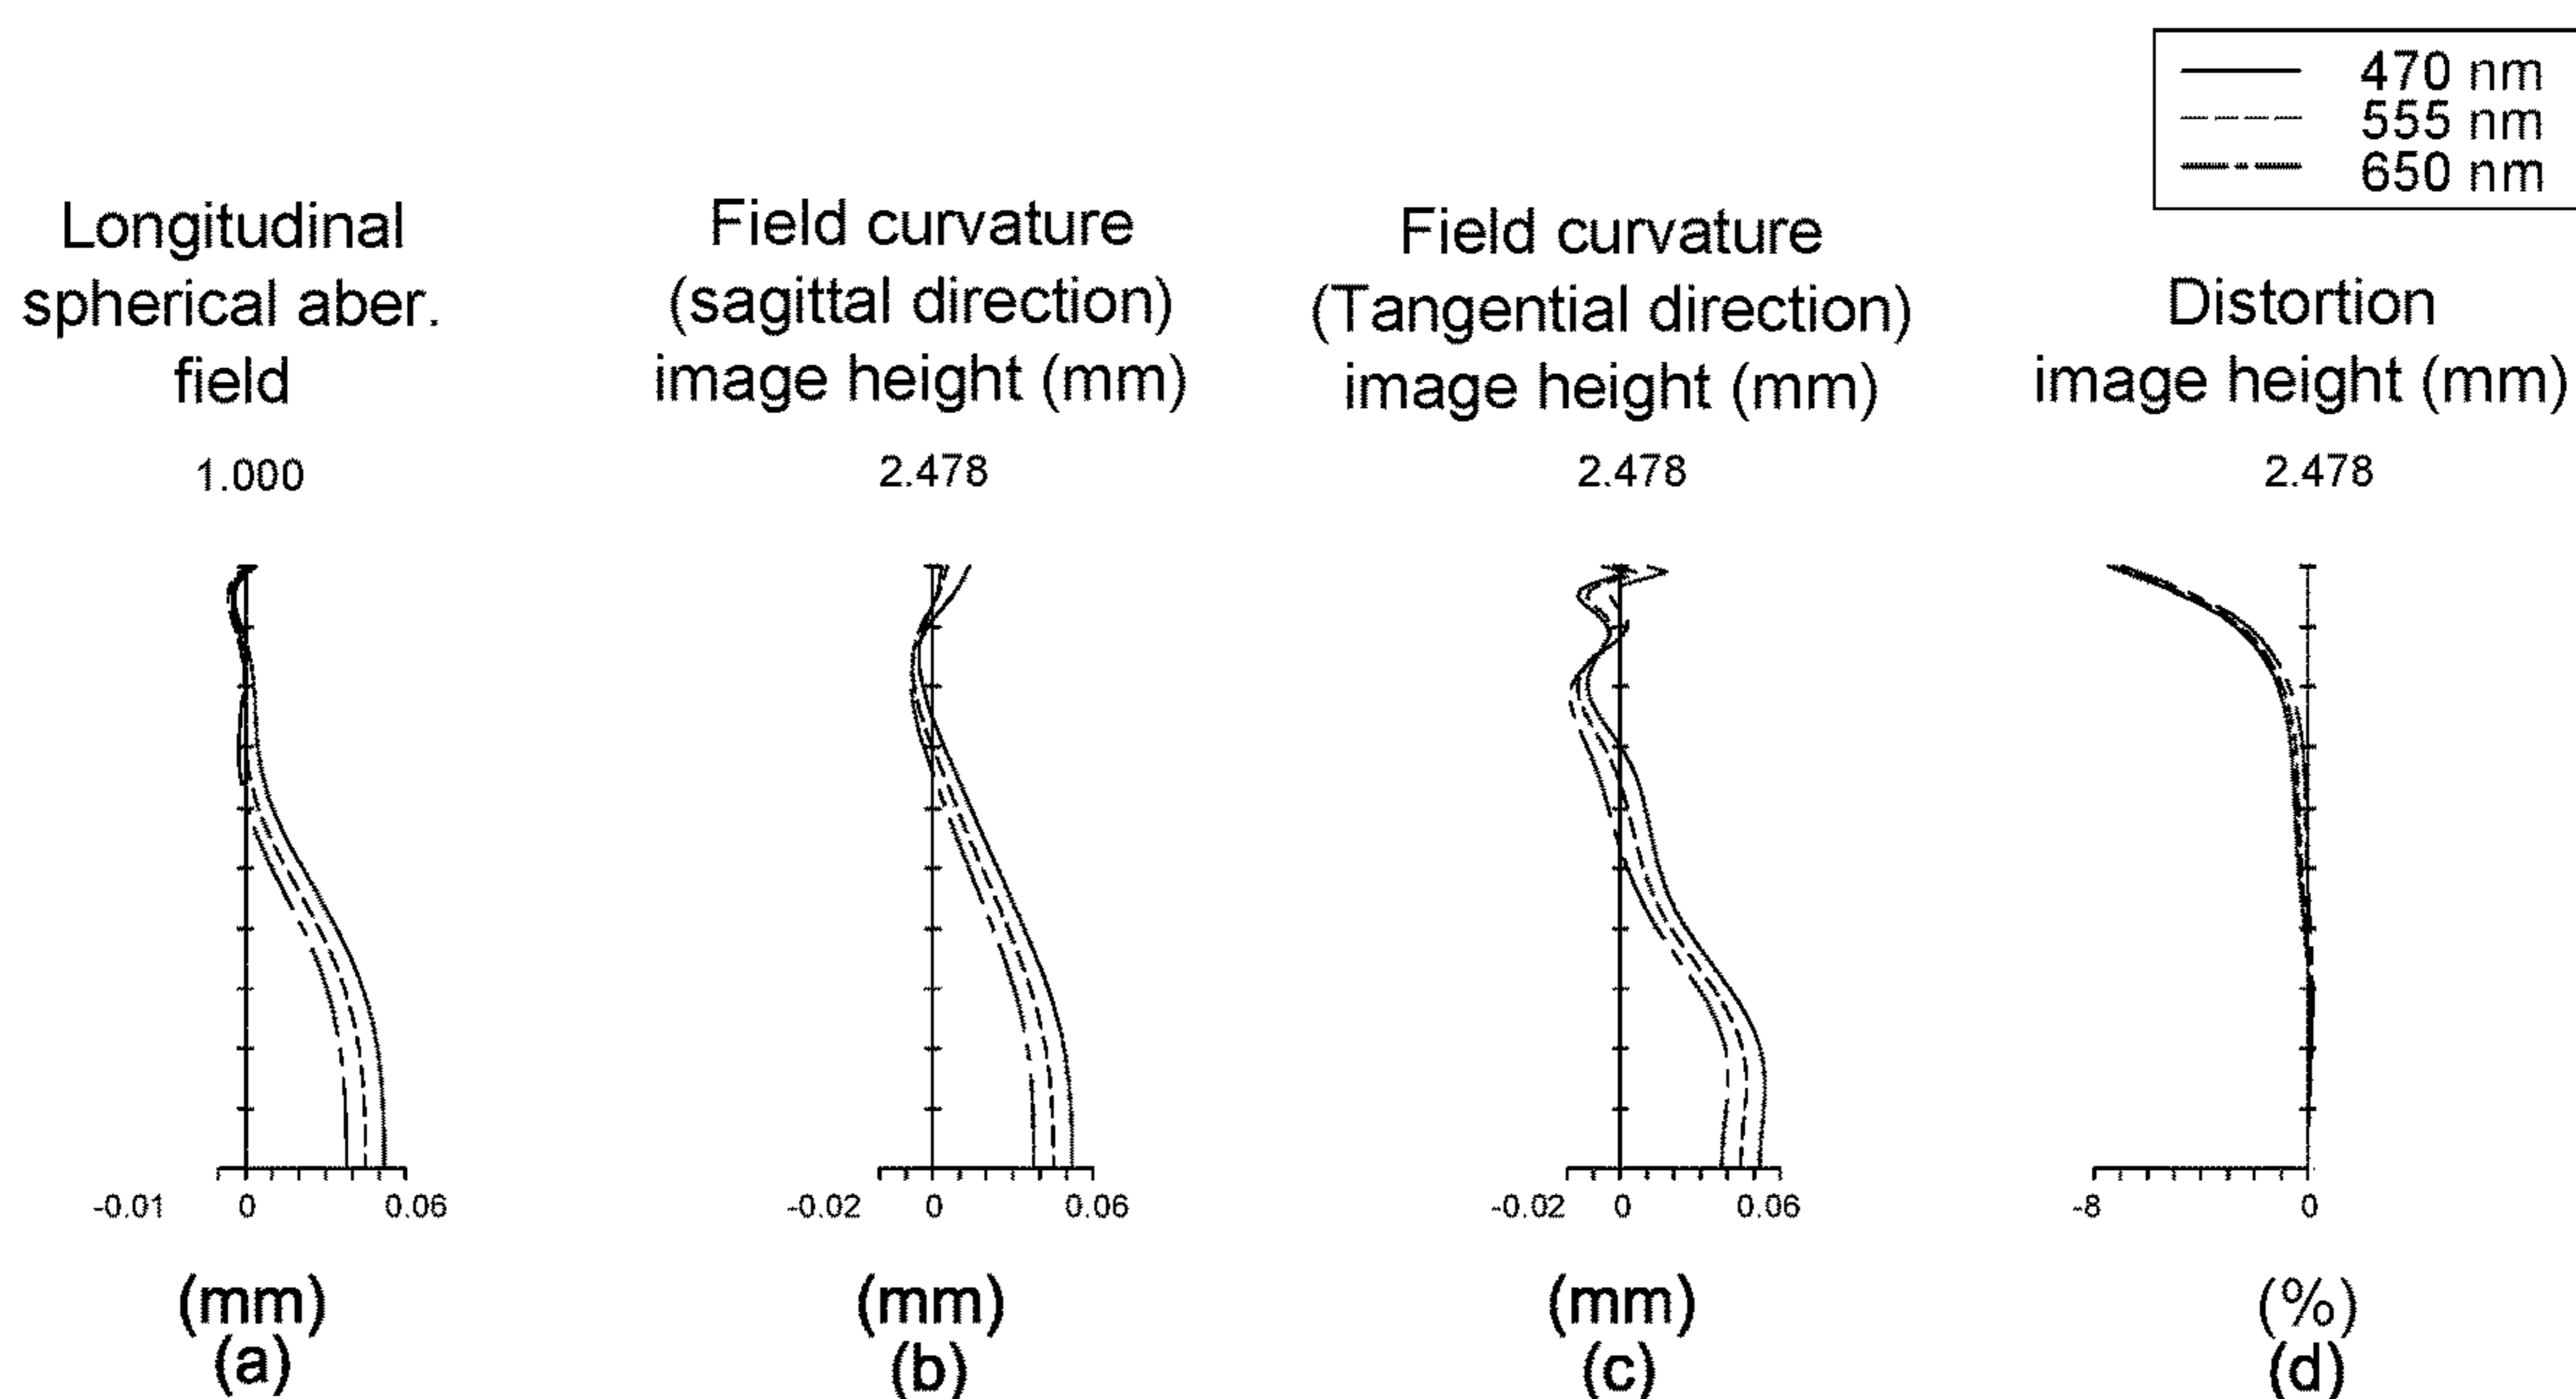 470 nm
555 nm
650 nm
Longitudinal
spherical aber.
field
1.000
-0.01 0 0.06
(mm)
(a)
Field curvature
(sagittal direction)
image height (mm)
2.478
-0.02 0 0.06
(mm)
(b)
Field curvature
(Tangential direction)
image height (mm)
2.478
-0.02 0 0.06
(mm)
(c)
Distortion
image height (mm)
2.478
-8 0
(%)
(d)